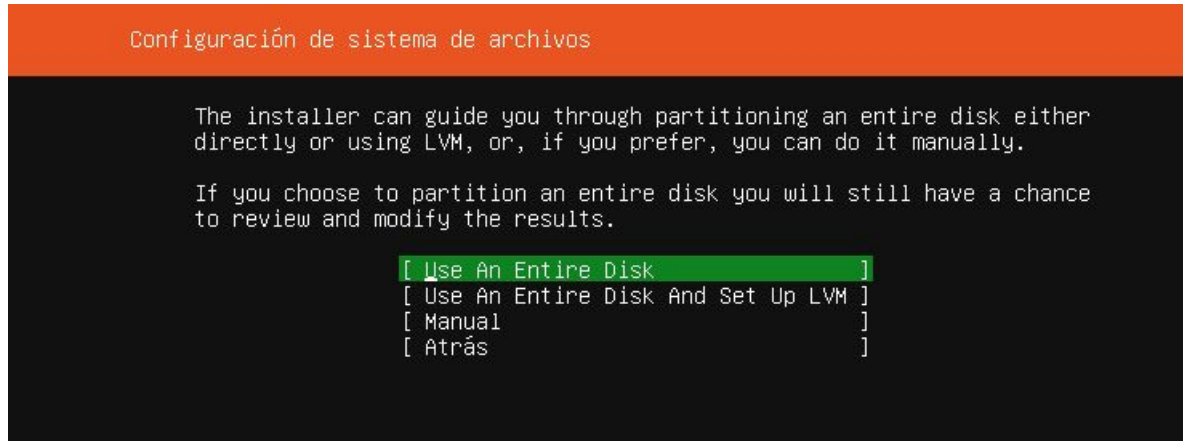 Configuración de sistema de archivos
The installer can guide you through partitioning an entire disk either
directly or using LVM, or, if you prefer, you can do it manually.
If you choose to partition an entire disk you will still have a chance
to review and modify the results.
[ Use An Entire Disk ]
[ Use An Entire Disk And Set Up LVM ]
[ Manual ]
[ Atrás ]